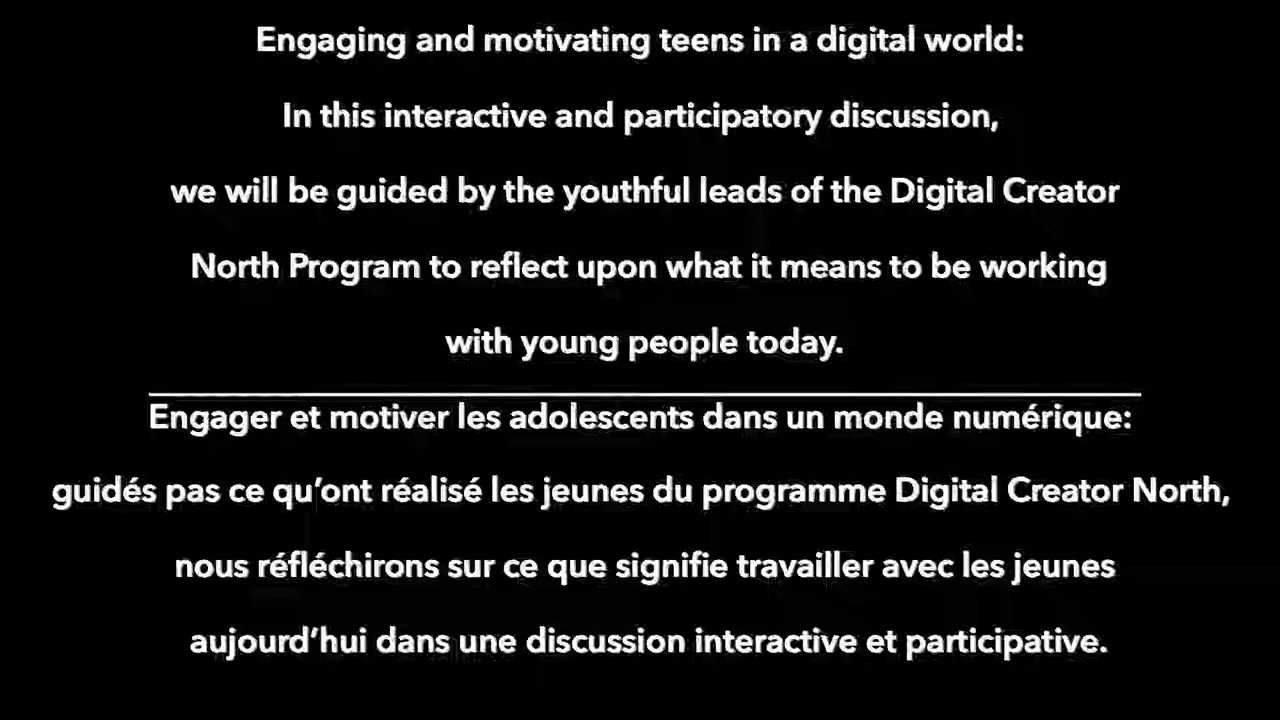 Engaging and motivating teens in a digital world:
In this interactive and participatory discussion,
we will be guided by the youthful leads of the Digital Creator
North Program to reflect upon what it means to be working
with young people today.
Engager et motiver les adolescents dans un monde numérique:
guidés pas ce qu’ont réalisé les jeunes du programme Digital Creator North,
nous réfléchirons sur ce que signifie travailler avec les jeunes
aujourd’hui dans une discussion interactive et participative.